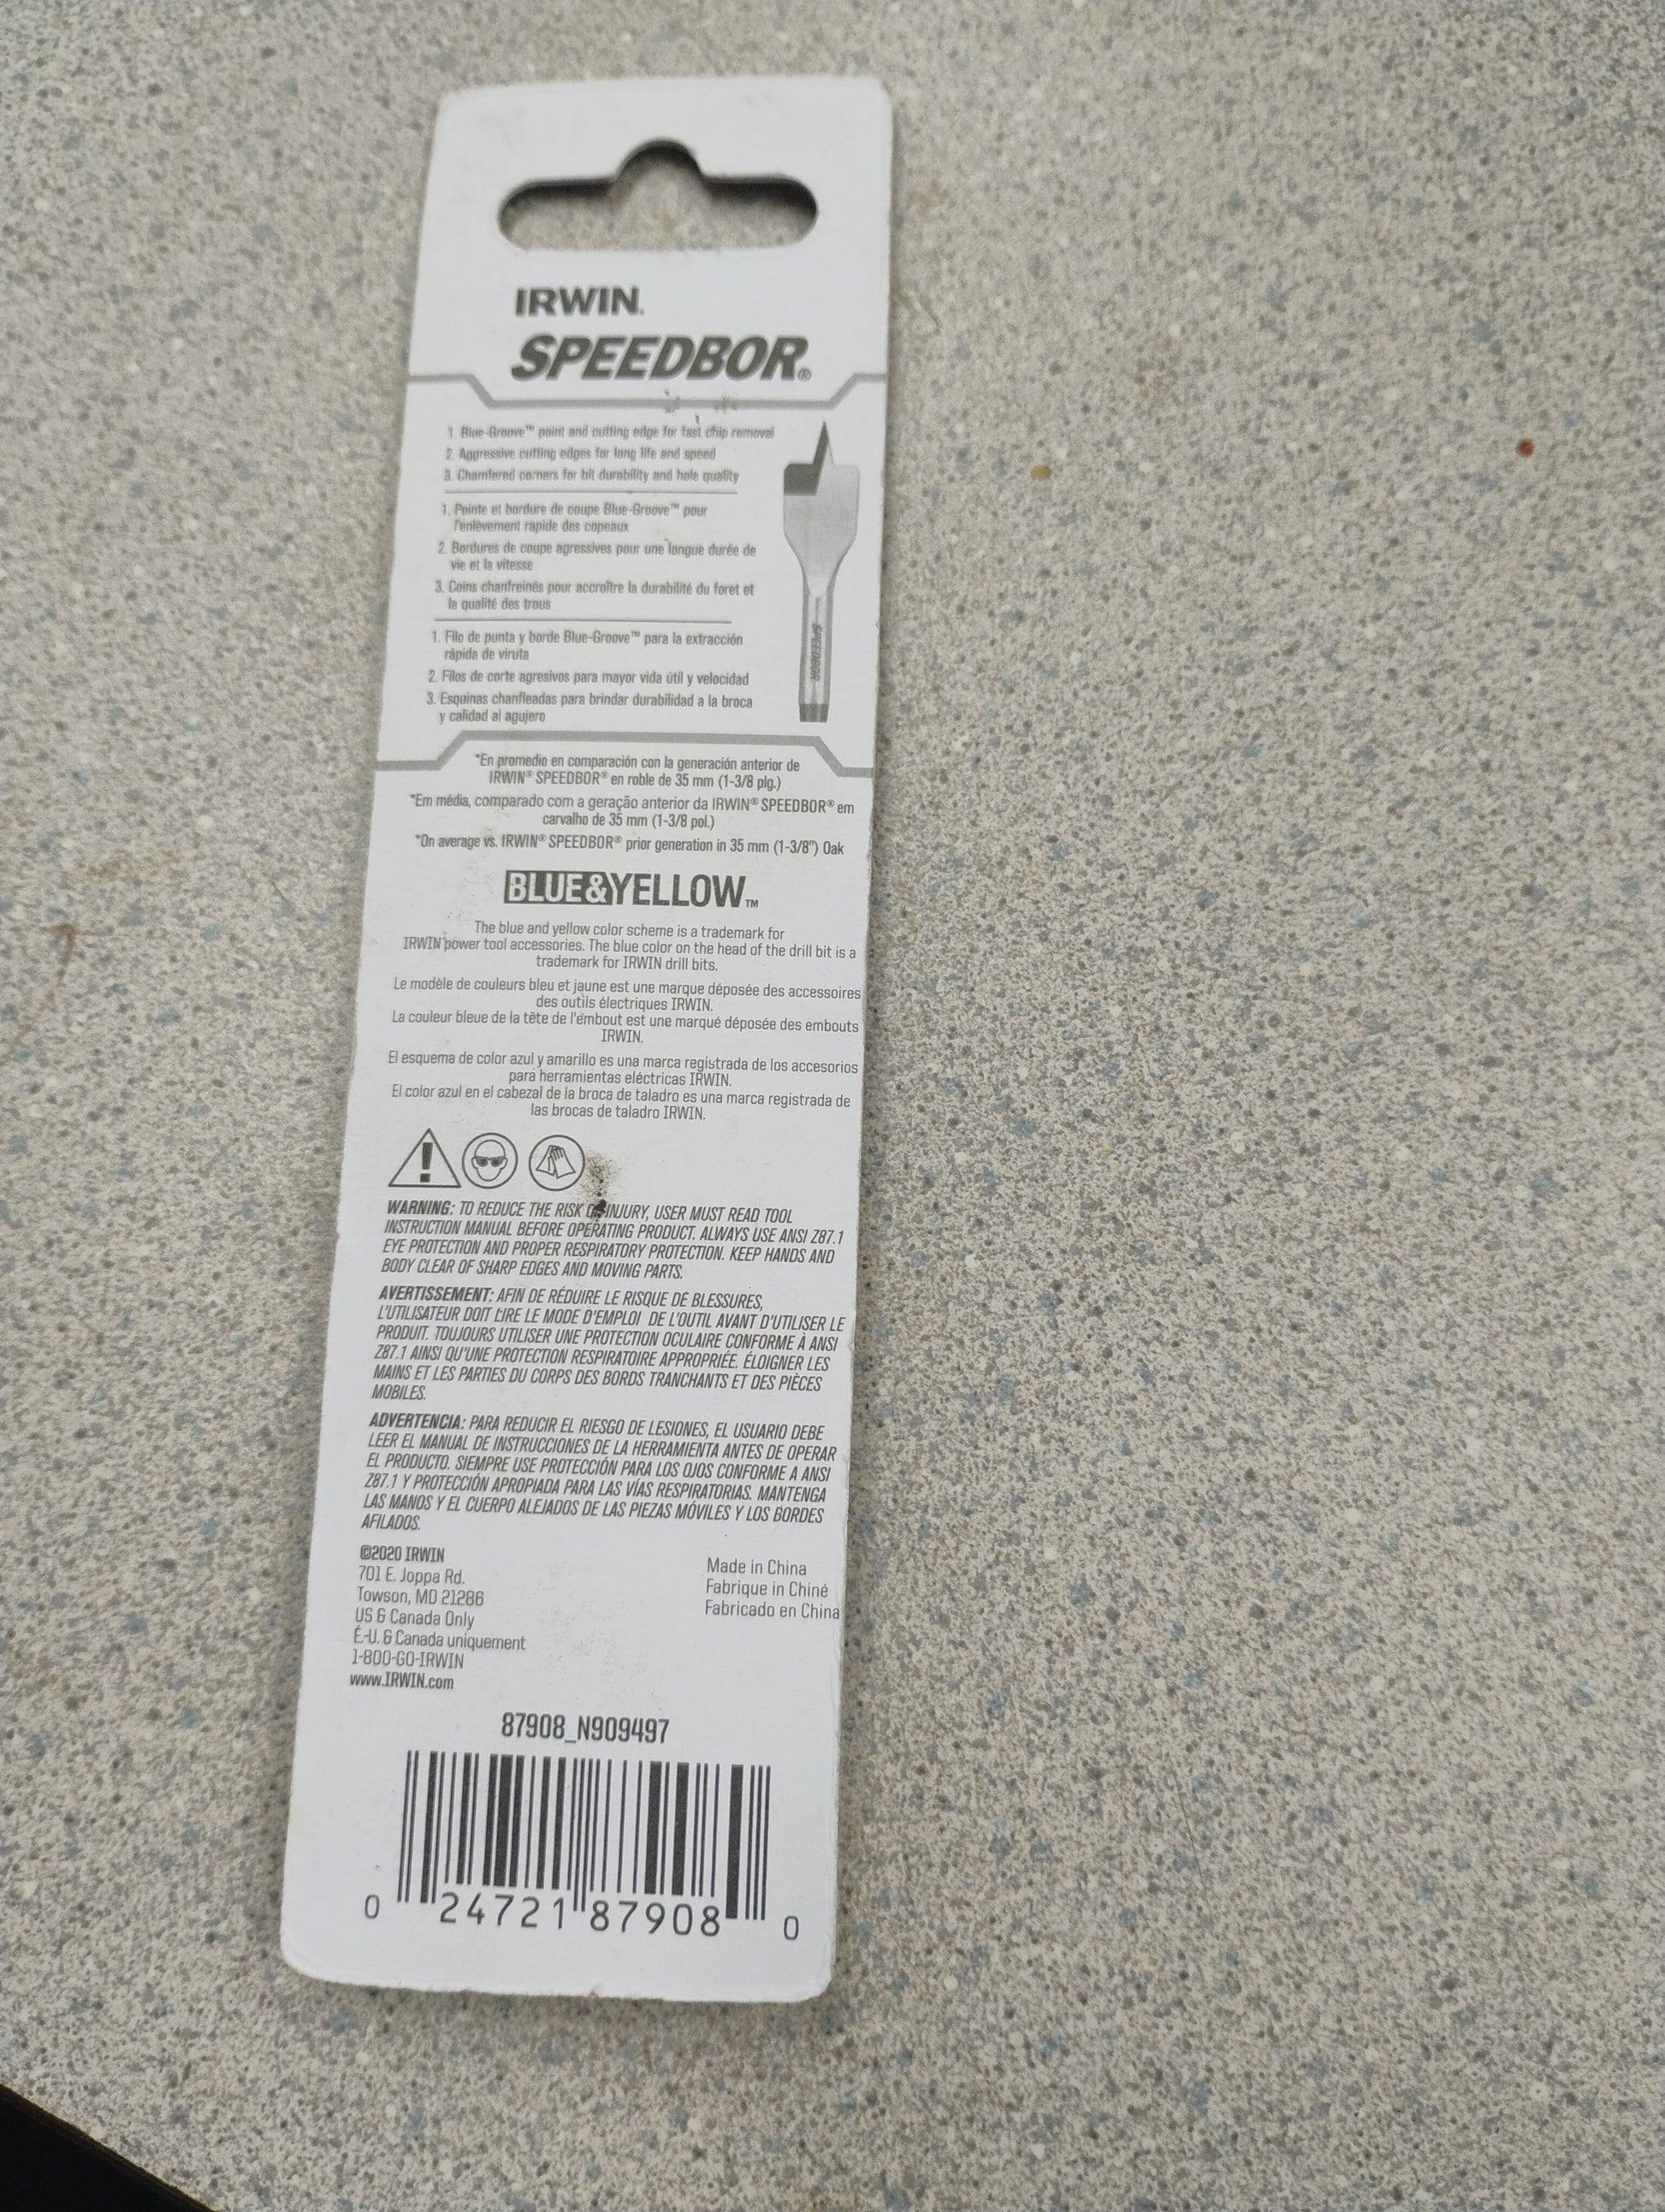 IRWIN.
SPEEDBOR®
1. Blue-Groove™ point and cutting edge for fast chip removal
2. Aggressive cutting edges for long life and speed
3. Chamfered corners for bit durability and hole quality
1. Pointe et bordure de coupe Blue-Groove™ pour
l'enlèvement rapide des copeaux
2. Bordures de coupe agressives pour une longue durée de
vie et la vitesse
3. Coins chanfreinés pour accroître la durabilité du foret et
la qualité des trous
1. Filo de punta y borde Blue-Groove™ para la extracción
rápida de viruta
2. Filos de corte agresivos para mayor vida útil y velocidad
3. Esquinas chanfleadas para brindar durabilidad a la broca
y calidad al agujero
SPEEDBOR
*En promedio en comparación con la generación anterior de
IRWIN® SPEEDBOR® en roble de 35 mm (1-3/8 plg.)
*Em média, comparado com a geração anterior da IRWIN® SPEEDBOR® em
carvalho de 35 mm (1-3/8 pol.)
*On average vs. IRWIN® SPEEDBOR® prior generation in 35 mm (1-3/8") Oak
BLUE&YELLOW™
The blue and yellow color scheme is a trademark for
IRWIN power tool accessories. The blue color on the head of the drill bit is a
trademark for IRWIN drill bits.
Le modèle de couleurs bleu et jaune est une marque déposée des accessoires
des outils électriques IRWIN.
La couleur bleue de la tête de l'embout est une marqué déposée des embouts
IRWIN.
El esquema de color azul y amarillo es una marca registrada de los accesorios
para herramientas eléctricas IRWIN.
El color azul en el cabezal de la broca de taladro es una marca registrada de
las brocas de taladro IRWIN.
WARNING: TO REDUCE THE RISK OF INJURY, USER MUST READ TOOL
INSTRUCTION MANUAL BEFORE OPERATING PRODUCT. ALWAYS USE ANSI Z87.1
EYE PROTECTION AND PROPER RESPIRATORY PROTECTION. KEEP HANDS AND
BODY CLEAR OF SHARP EDGES AND MOVING PARTS.
AVERTISSEMENT: AFIN DE RÉDUIRE LE RISQUE DE BLESSURES,
L'UTILISATEUR DOIT LIRE LE MODE D'EMPLOI DE L'OUTIL AVANT D'UTILISER LE
PRODUIT. TOUJOURS UTILISER UNE PROTECTION OCULAIRE CONFORME À ANSI
Z87.1 AINSI QU'UNE PROTECTION RESPIRATOIRE APPROPRIÉE. ÉLOIGNER LES
MAINS ET LES PARTIES DU CORPS DES BORDS TRANCHANTS ET DES PIÈCES
MOBILES.
ADVERTENCIA: PARA REDUCIR EL RIESGO DE LESIONES, EL USUARIO DEBE
LEER EL MANUAL DE INSTRUCCIONES DE LA HERRAMIENTA ANTES DE OPERAR
EL PRODUCTO. SIEMPRE USE PROTECCIÓN PARA LOS OJOS CONFORME A ANSI
Z87.1 Y PROTECCIÓN APROPIADA PARA LAS VÍAS RESPIRATORIAS. MANTENGA
LAS MANOS Y EL CUERPO ALEJADOS DE LAS PIEZAS MÓVILES Y LOS BORDES
AFILADOS.
©2020 IRWIN
701 E. Joppa Rd.
Towson, MD 21286
US & Canada Only
É.-U. & Canada uniquement
1-800-GO-IRWIN
www.IRWIN.com
Made in China
Fabrique in Chiné
Fabricado en China
87908_N909497
0 24721 87908 0